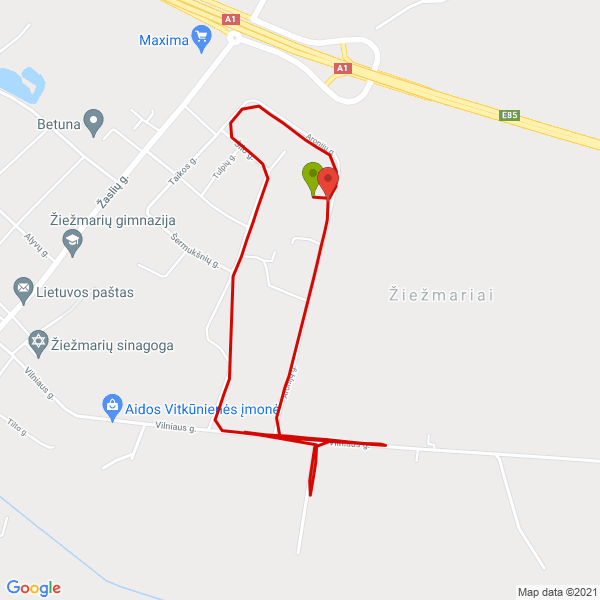 A1
Maxima
A1
E85
Betuna
Aronijų g.
Šilo g.
Tulpių g.
Taikos g.
Žaslių g.
Žiežmarių gimnazija
Alyvų g.
Šermukšnių g.
Lietuvos paštas
Žiežmariai
Žiežmarių sinagoga
Vilniaus g.
Aronijų g.
Aidos Vitkūnienės įmonė
Tilto g.
Vilniaus g.
Vilniaus g.
Google
Map data ©2021